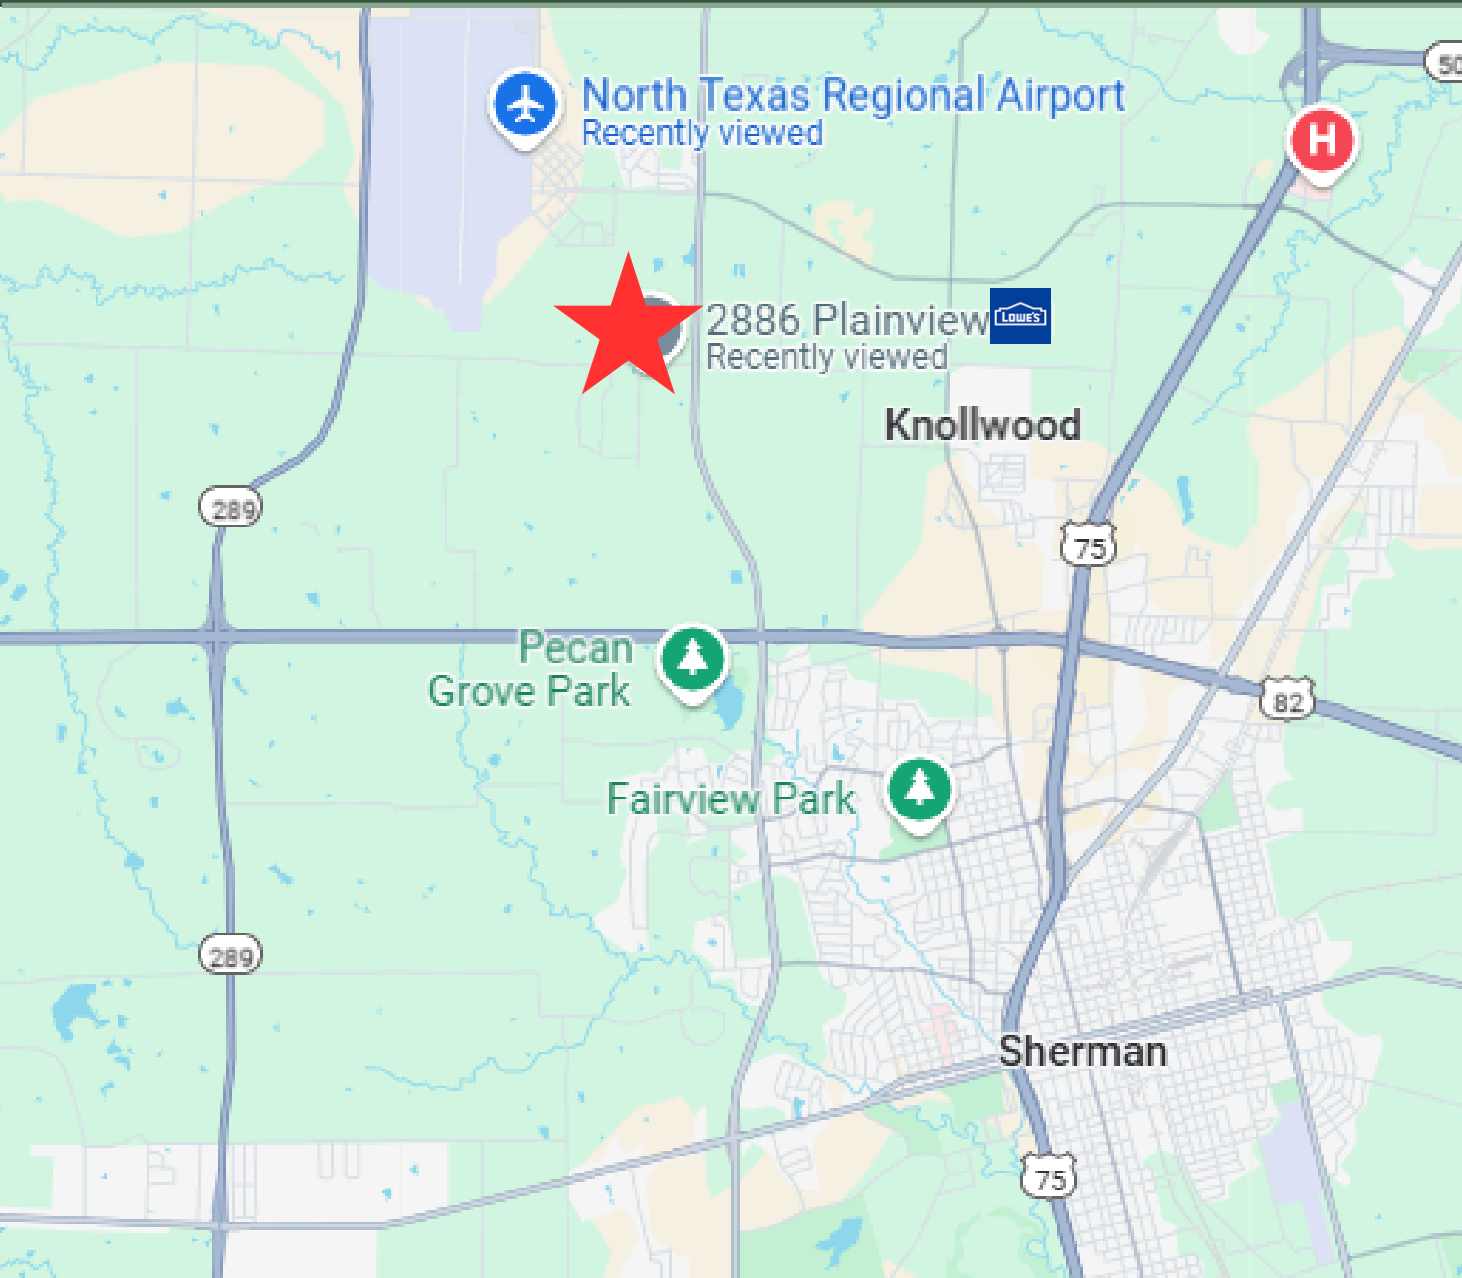 North Texas Regional Airport
Recently viewed
50
H
2886 Plainview
LOWE'S
Recently viewed
Knollwood
289
75
Pecan
Grove Park
82
Fairview Park
289
Sherman
75